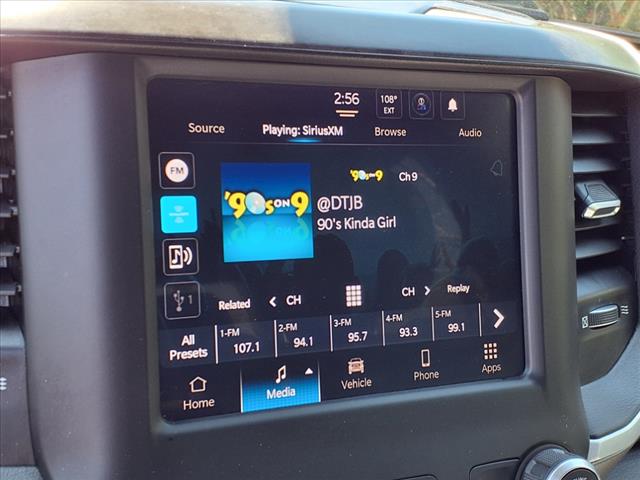 2:56
108°
EXT
Source
Playing: SiriusXM
Browse
Audio
FM
'90s ON 9
'90s on 9
Ch 9
@DTJB
90's Kinda Girl
1
Related
CH
CH
Replay
All
Presets
1-FM
107.1
2-FM
94.1
3-FM
95.7
4-FM
93.3
5-FM
99.1
Home
Media
Vehicle
Phone
Apps